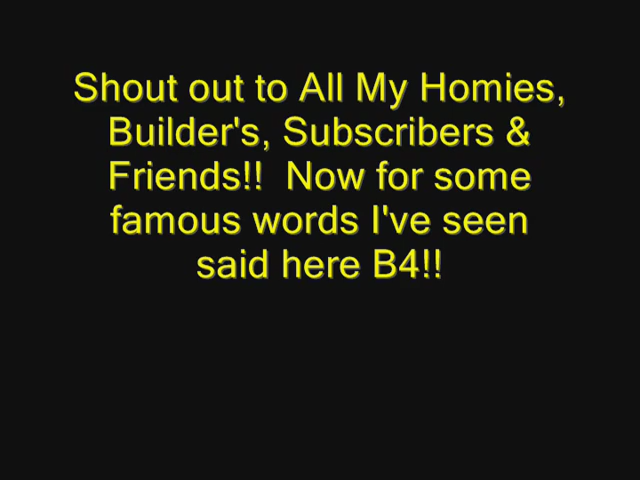 Shout out to All My Homies,
Builder's, Subscribers &
Friends!!  Now for some
famous words I've seen
said here B4!!